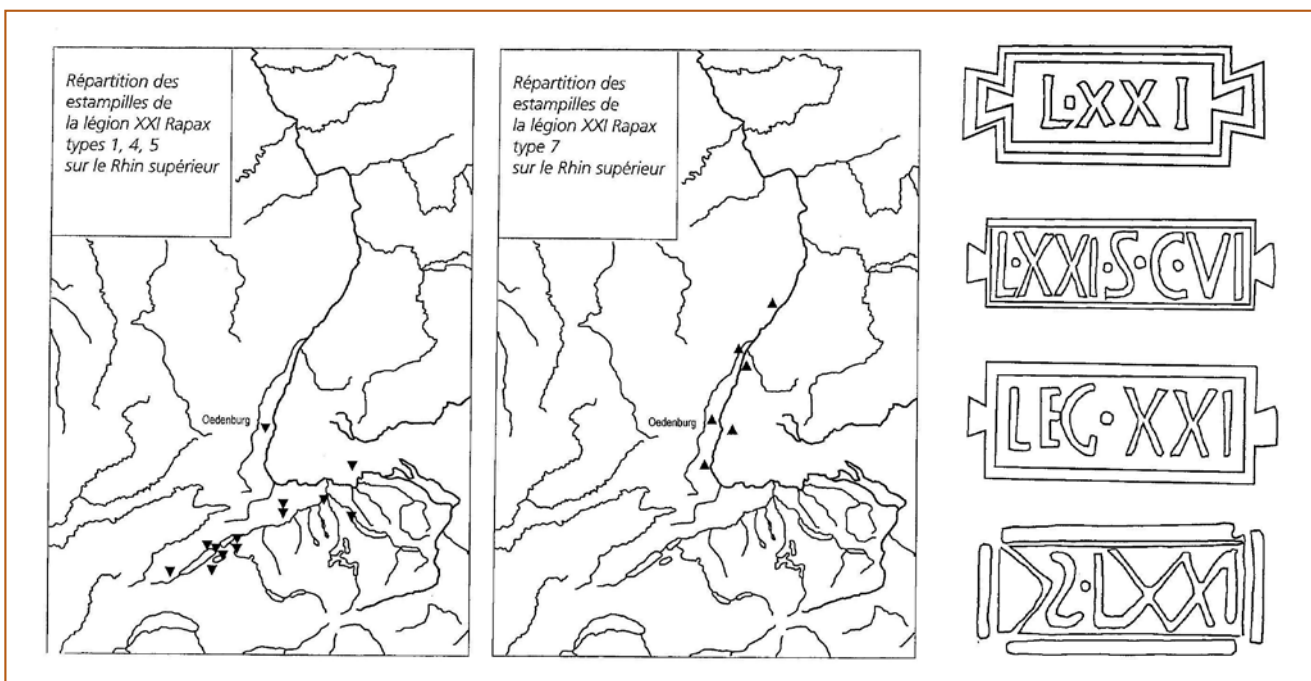 Répartition des
estampilles de
la légion XXI Rapax
types 1, 4, 5
sur le Rhin supérieur
Oedenburg
Répartition des
estampilles de
la légion XXI Rapax
type 7
sur le Rhin supérieur
Oedenburg
L·XXI
L·XXI·S·C·VI
LEG·XXI
S·LXXI